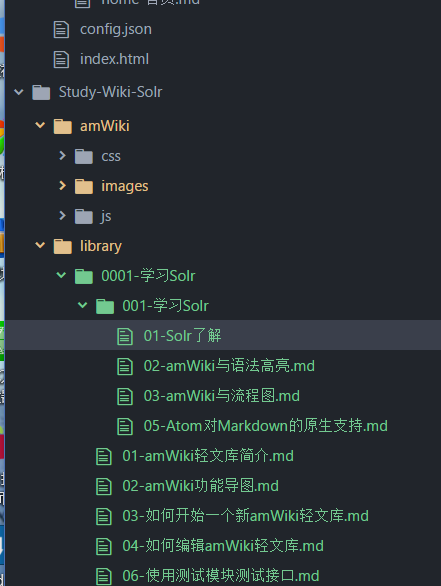 home-首页.md
config.json
index.html
Study-Wiki-Solr
amWiki
css
images
js
library
0001-学习Solr
001-学习Solr
01-Solr了解
02-amWiki与语法高亮.md
03-amWiki与流程图.md
05-Atom对Markdown的原生支持.md
01-amWiki轻文库简介.md
02-amWiki功能导图.md
03-如何开始一个新amWiki轻文库.md
04-如何编辑amWiki轻文库.md
06-使用测试模块测试接口.md